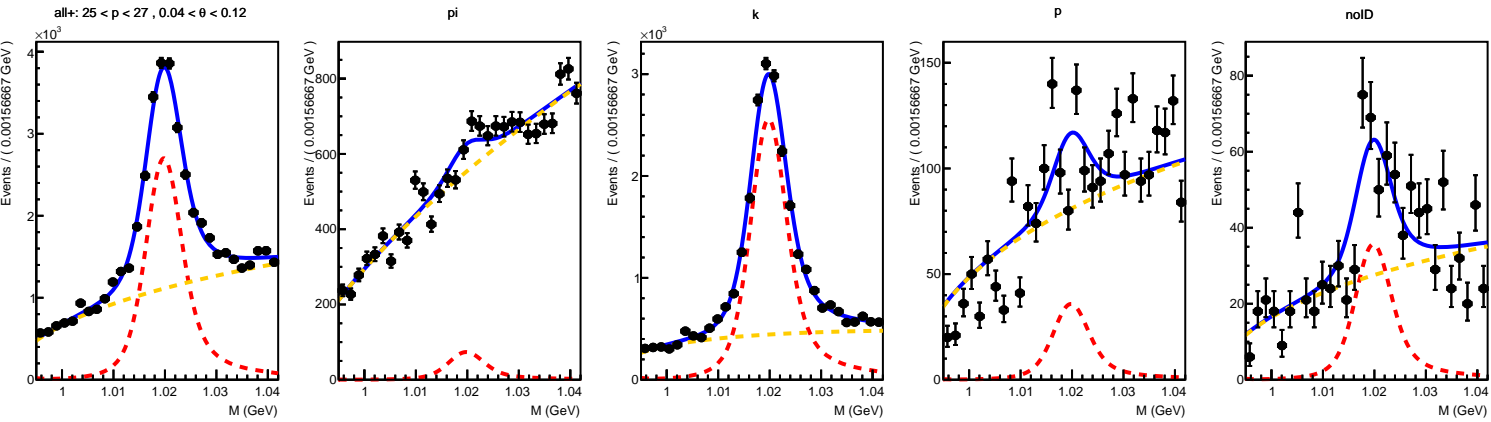 all+: 25 < p < 27 , 0.04 < θ < 0.12
×10³
Events / ( 0.00156667 GeV )
4
3
2
1
0
1 1.01 1.02 1.03 1.04
M (GeV)
pi
Events / ( 0.00156667 GeV )
800
600
400
200
0
1 1.01 1.02 1.03 1.04
M (GeV)
k
×10³
Events / ( 0.00156667 GeV )
3
2
1
0
1 1.01 1.02 1.03 1.04
M (GeV)
p
Events / ( 0.00156667 GeV )
150
100
50
0
1 1.01 1.02 1.03 1.04
M (GeV)
noID
Events / ( 0.00156667 GeV )
80
60
40
20
0
1 1.01 1.02 1.03 1.04
M (GeV)